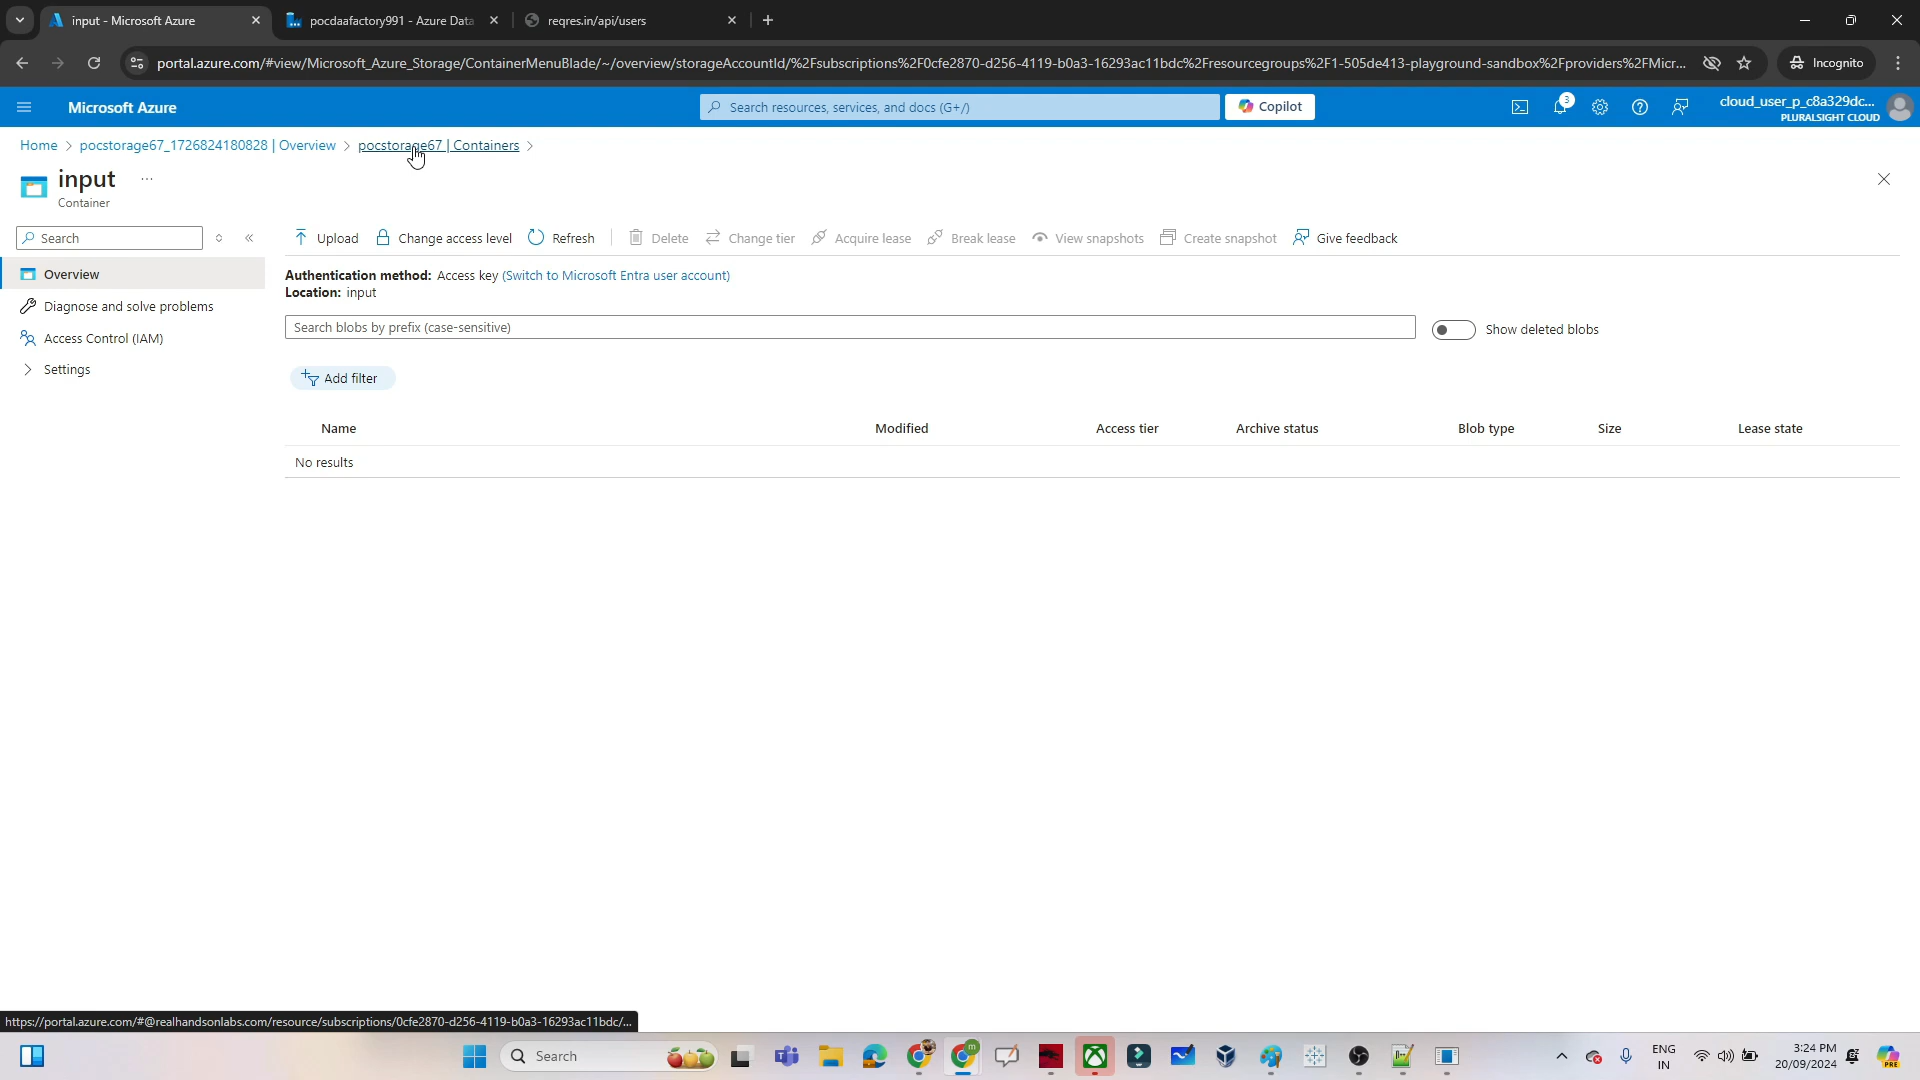 input - Microsoft Azure
pocdaafactory991 - Azure Data
reqres.in/api/users
portal.azure.com/#view/Microsoft_Azure_Storage/ContainerMenuBlade/~/overview/storageAccountId/%2Fsubscriptions%2F0cfe2870-d256-4119-b0a3-16293ac11bdc%2Fresourcegroups%2F1-505de413-playground-sandbox%2Fproviders%2FMicr...
Incognito
Microsoft Azure
Search resources, services, and docs (G+/)
Copilot
3
cloud_user_p_c8a329dc...
PLURALSIGHT CLOUD
Home > pocstorage67_1726824180828 | Overview > pocstorage67 | Containers >
input ...
Container
Search
Upload
Change access level
Refresh
Delete
Change tier
Acquire lease
Break lease
View snapshots
Create snapshot
Give feedback
Overview
Diagnose and solve problems
Access Control (IAM)
Settings
Authentication method: Access key (Switch to Microsoft Entra user account)
Location: input
Search blobs by prefix (case-sensitive)
Show deleted blobs
Add filter
Name Modified Access tier Archive status Blob type Size Lease state
No results
https://portal.azure.com/#@realhandsonlabs.com/resource/subscriptions/0cfe2870-d256-4119-b0a3-16293ac11bdc/...
Search
ENG
IN
3:24 PM
20/09/2024
PRE